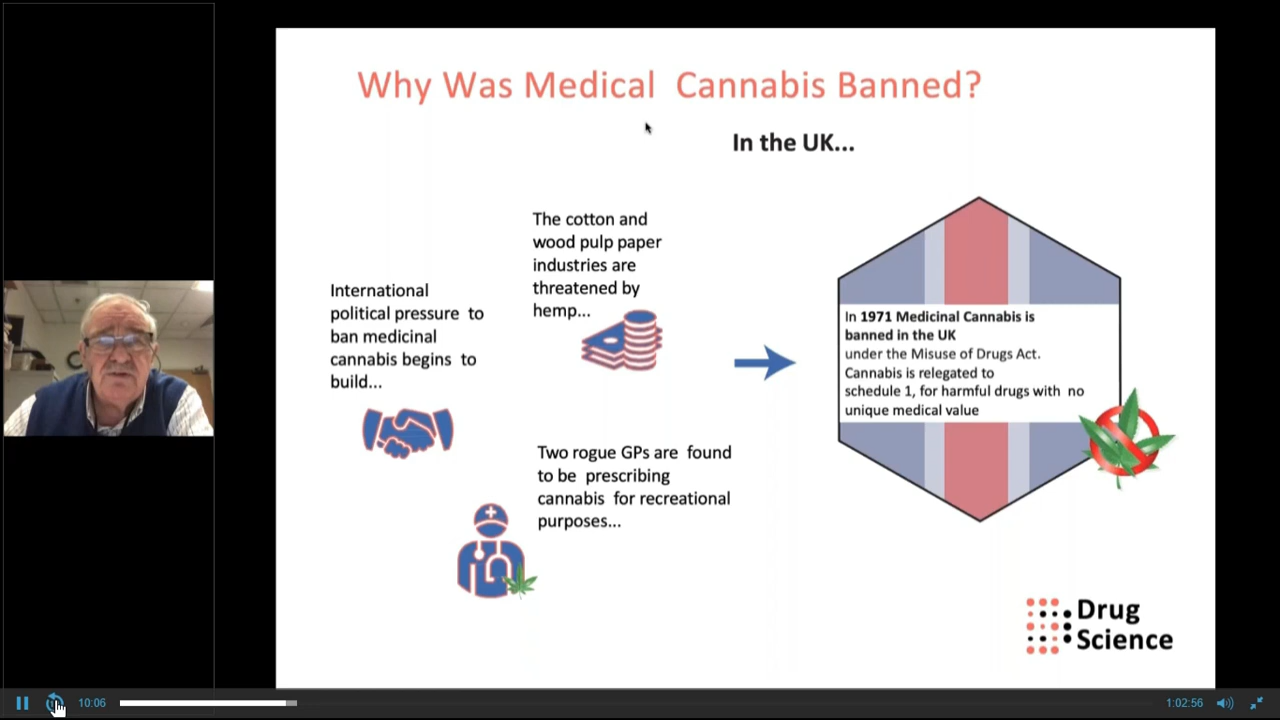 Why Was Medical Cannabis Banned?
In the UK...
The cotton and
wood pulp paper
industries are
threatened by
hemp...
International
political pressure to
ban medicinal
cannabis begins to
build...
In 1971 Medicinal Cannabis is
banned in the UK
under the Misuse of Drugs Act.
Cannabis is relegated to
schedule 1, for harmful drugs with no
unique medical value
Two rogue GPs are found
to be prescribing
cannabis for recreational
purposes...
Drug
Science
10:06
1:02:56